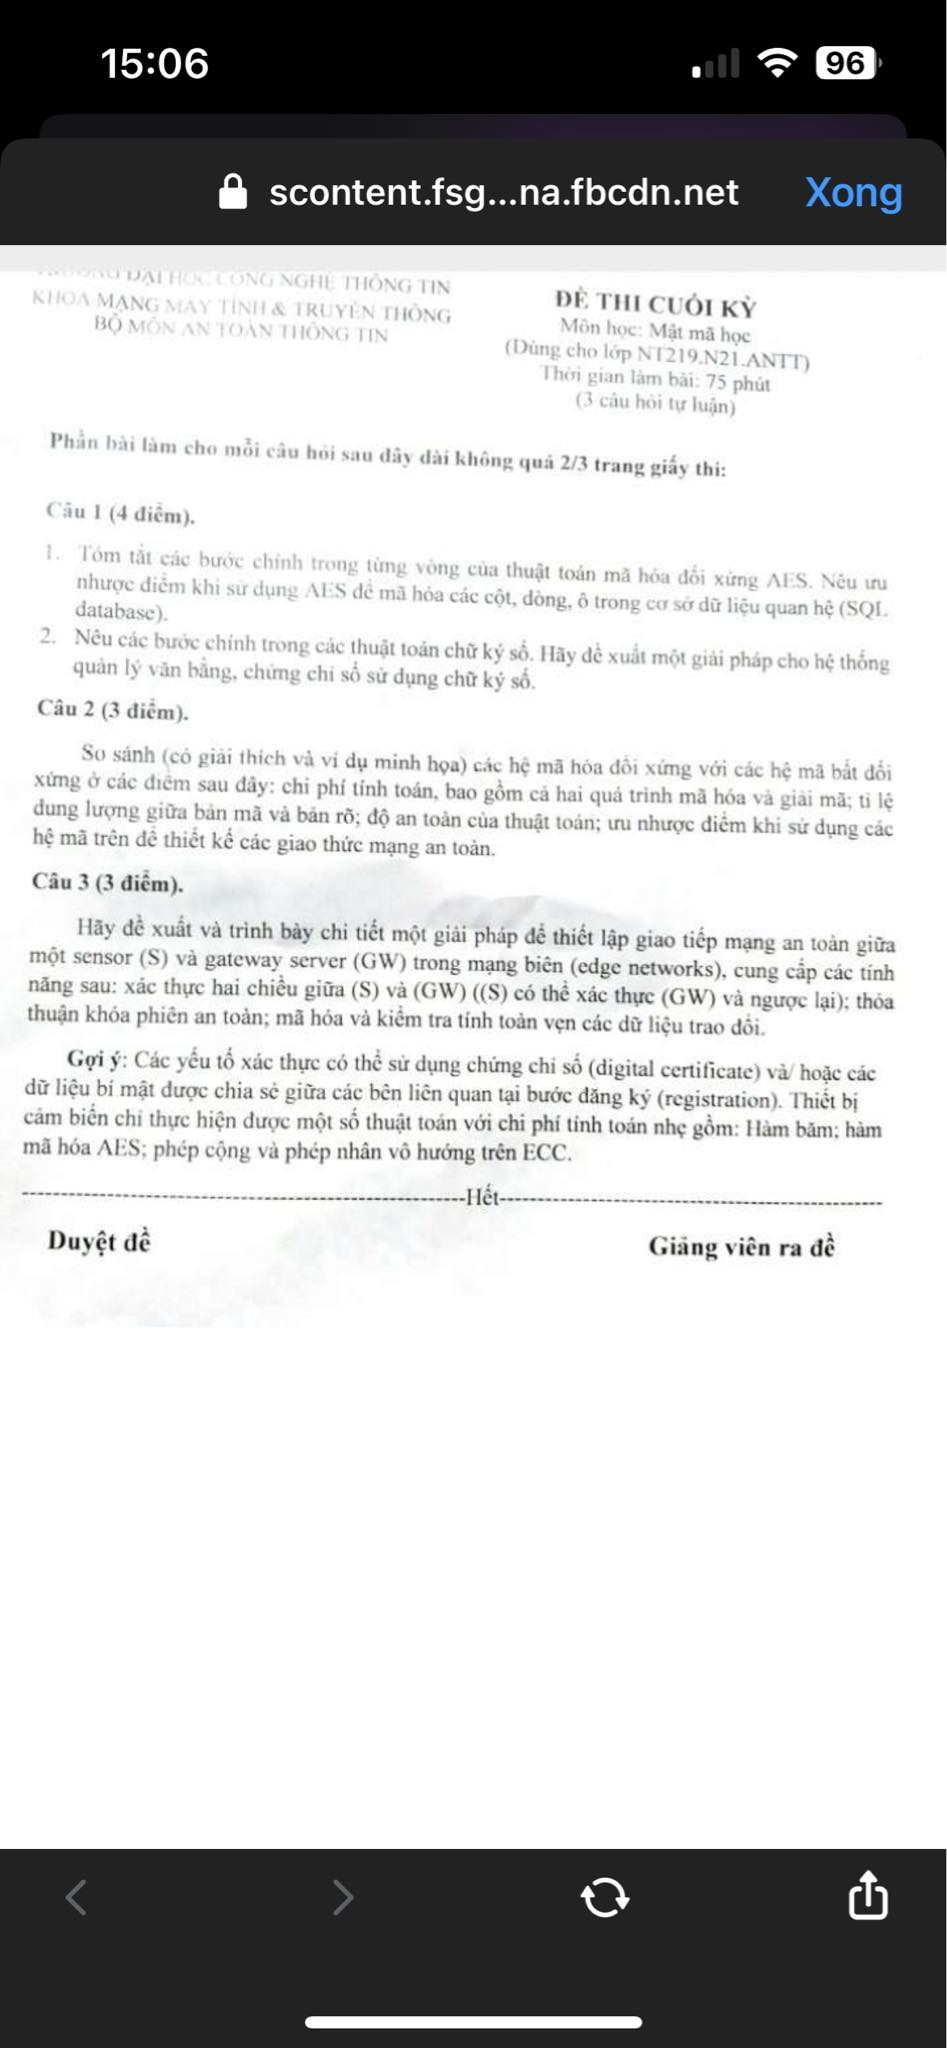 15:06
96
scontent.fsg...na.fbcdn.net
Xong
TRƯỜNG ĐẠI HỌC CÔNG NGHỆ THÔNG TIN
KHOA MẠNG MÁY TÍNH & TRUYỀN THÔNG
BỘ MÔN AN TOÀN THÔNG TIN
ĐỀ THI CUỐI KỲ
Môn học: Mật mã học
(Dùng cho lớp NT219.N21.ANTT)
Thời gian làm bài: 75 phút
(3 câu hỏi tự luận)
Phần bài làm cho mỗi câu hỏi sau đây dài không quá 2/3 trang giấy thi:
Câu 1 (4 điểm).
1. Tóm tắt các bước chính trong từng vòng của thuật toán mã hóa đối xứng AES. Nêu ưu
nhược điểm khi sử dụng AES để mã hóa các cột, dòng, ô trong cơ sở dữ liệu quan hệ (SQL
database).
2. Nêu các bước chính trong các thuật toán chữ ký số. Hãy đề xuất một giải pháp cho hệ thống
quản lý văn bằng, chứng chỉ số sử dụng chữ ký số.
Câu 2 (3 điểm).
So sánh (có giải thích và ví dụ minh họa) các hệ mã hóa đối xứng với các hệ mã bất đối
xứng ở các điểm sau đây: chi phí tính toán, bao gồm cả hai quá trình mã hóa và giải mã; tỉ lệ
dung lượng giữa bản mã và bản rõ; độ an toàn của thuật toán; ưu nhược điểm khi sử dụng các
hệ mã trên để thiết kế các giao thức mạng an toàn.
Câu 3 (3 điểm).
Hãy đề xuất và trình bày chi tiết một giải pháp để thiết lập giao tiếp mạng an toàn giữa
một sensor (S) và gateway server (GW) trong mạng biên (edge networks), cung cấp các tính
năng sau: xác thực hai chiều giữa (S) và (GW) ((S) có thể xác thực (GW) và ngược lại); thỏa
thuận khóa phiên an toàn; mã hóa và kiểm tra tính toàn vẹn các dữ liệu trao đổi.
Gợi ý: Các yếu tố xác thực có thể sử dụng chứng chỉ số (digital certificate) và/ hoặc các
dữ liệu bí mật được chia sẻ giữa các bên liên quan tại bước đăng ký (registration). Thiết bị
cảm biến chỉ thực hiện được một số thuật toán với chi phí tính toán nhẹ gồm: Hàm băm; hàm
mã hóa AES; phép cộng và phép nhân vô hướng trên ECC.
--------------------Hết--------------------
Duyệt đề
Giảng viên ra đề